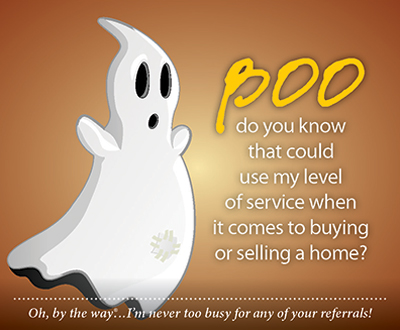 BOO
do you know
that could
use my level
of service when
it comes to buying
or selling a home?
Oh, by the way®...I'm never too busy for any of your referrals!